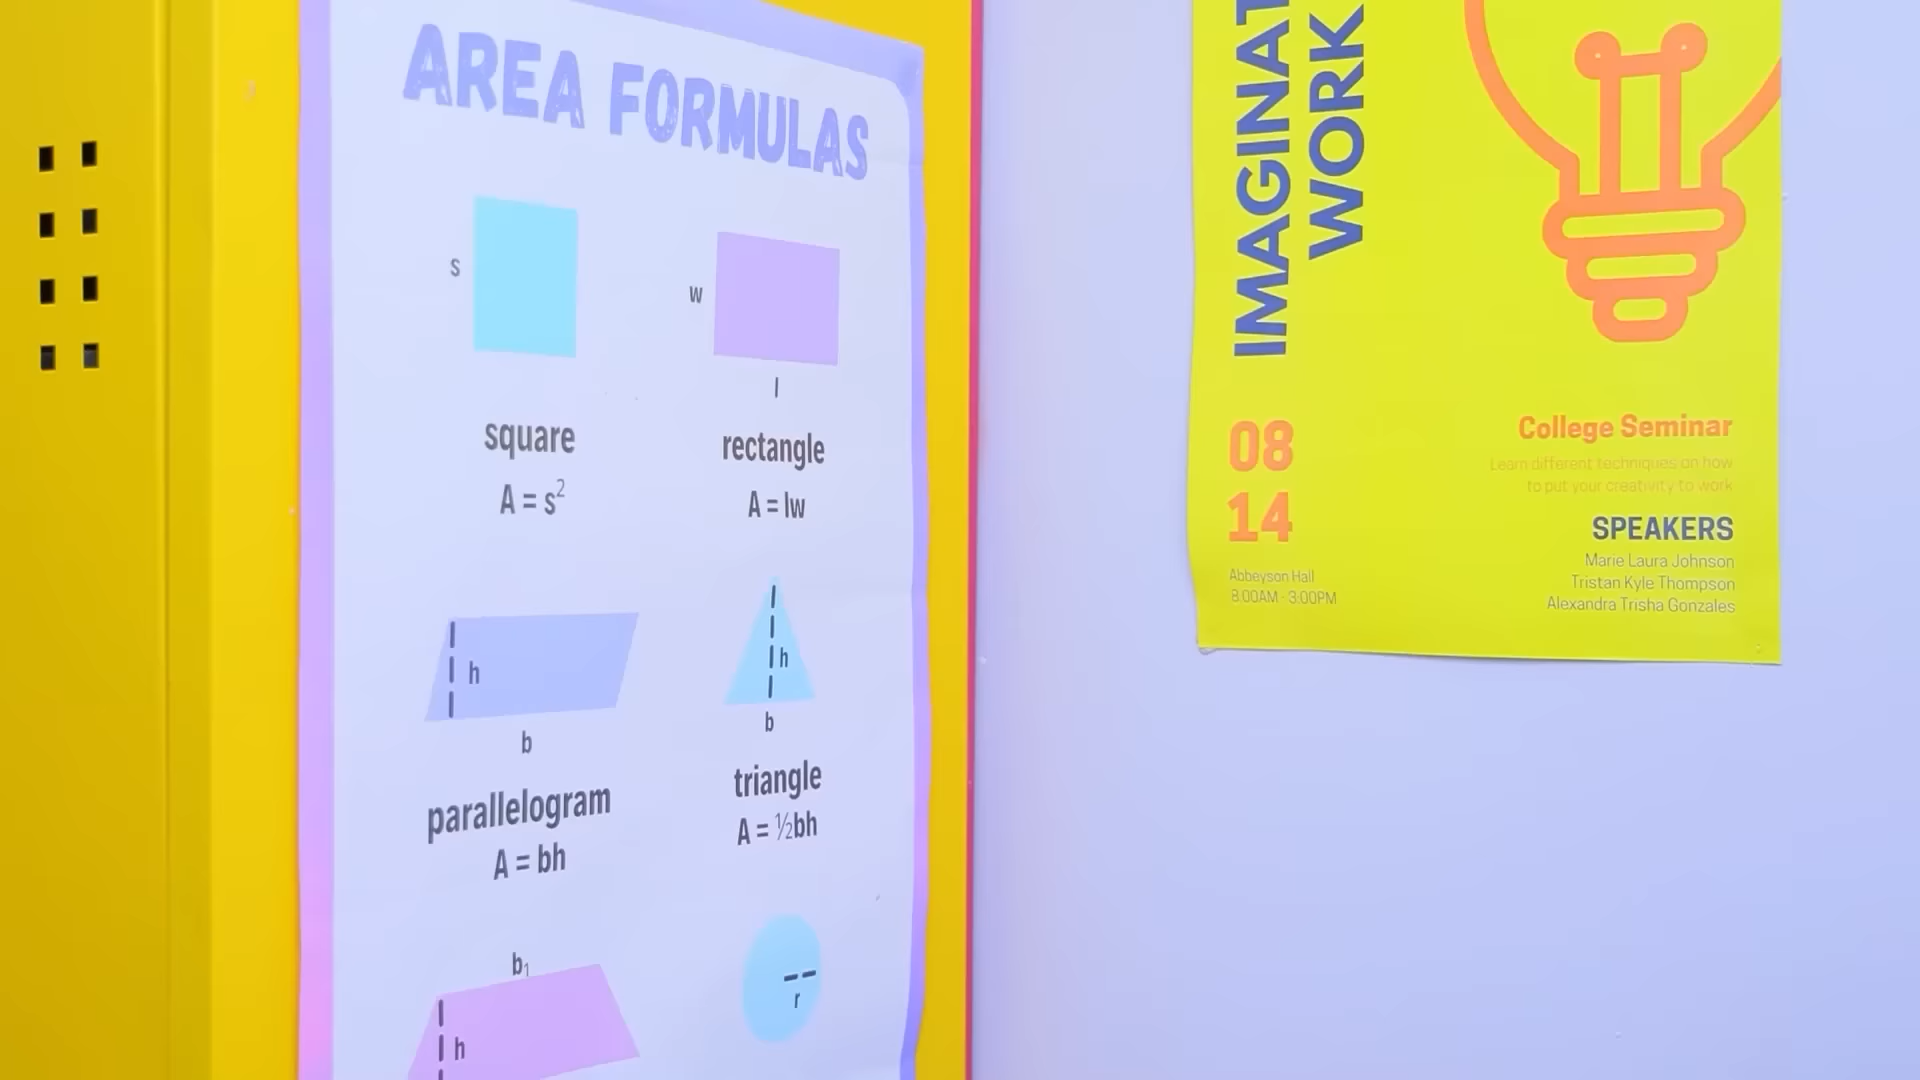 AREA FORMULAS
s
w
l
square
rectangle
A = s²
A = lw
h
h
b
b
parallelogram
triangle
A = bh
A = ½bh
b₁
h
r
WORK
08
14
Abbeyson Hall
8:00AM - 3:00PM
College Seminar
Learn different techniques on how
to put your creativity to work
SPEAKERS
Marie Laura Johnson
Tristan Kyle Thompson
Alexandra Trisha Gonzales